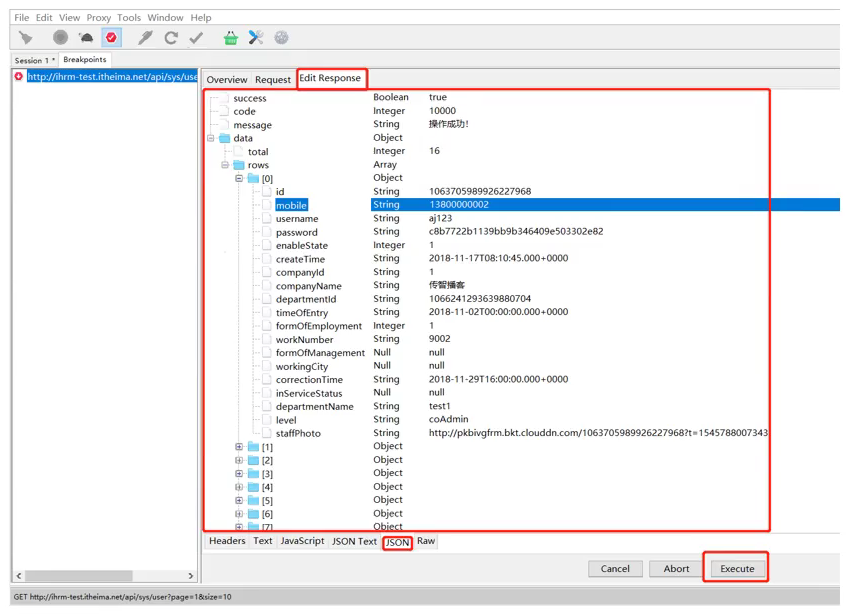 File Edit View Proxy Tools Window Help
Session 1 * Breakpoints
http://ihrm-test.itheima.net/api/sys/use
Overview Request Edit Response
success Boolean true
code Integer 10000
message String 操作成功!
data Object
total Integer 16
rows Array
[0] Object
id String 1063705989926227968
mobile String 13800000002
username String aj123
password String c8b7722b1139bb9b346409e503302e82
enableState Integer 1
createTime String 2018-11-17T08:10:45.000+0000
companyId String 1
companyName String 传智播客
departmentId String 1066241293639880704
timeOfEntry String 2018-11-02T00:00:00.000+0000
formOfEmployment Integer 1
workNumber String 9002
formOfManagement Null null
workingCity Null null
correctionTime String 2018-11-29T16:00:00.000+0000
inServiceStatus Null null
departmentName String test1
level String coAdmin
staffPhoto String http://pkbivgfrm.bkt.clouddn.com/1063705989926227968?t=1545788007343
[1] Object
[2] Object
[3] Object
[4] Object
[5] Object
[6] Object
[7] Object
Headers Text JavaScript JSON Text JSON Raw
Cancel Abort Execute
GET http://ihrm-test.itheima.net/api/sys/user?page=1&size=10